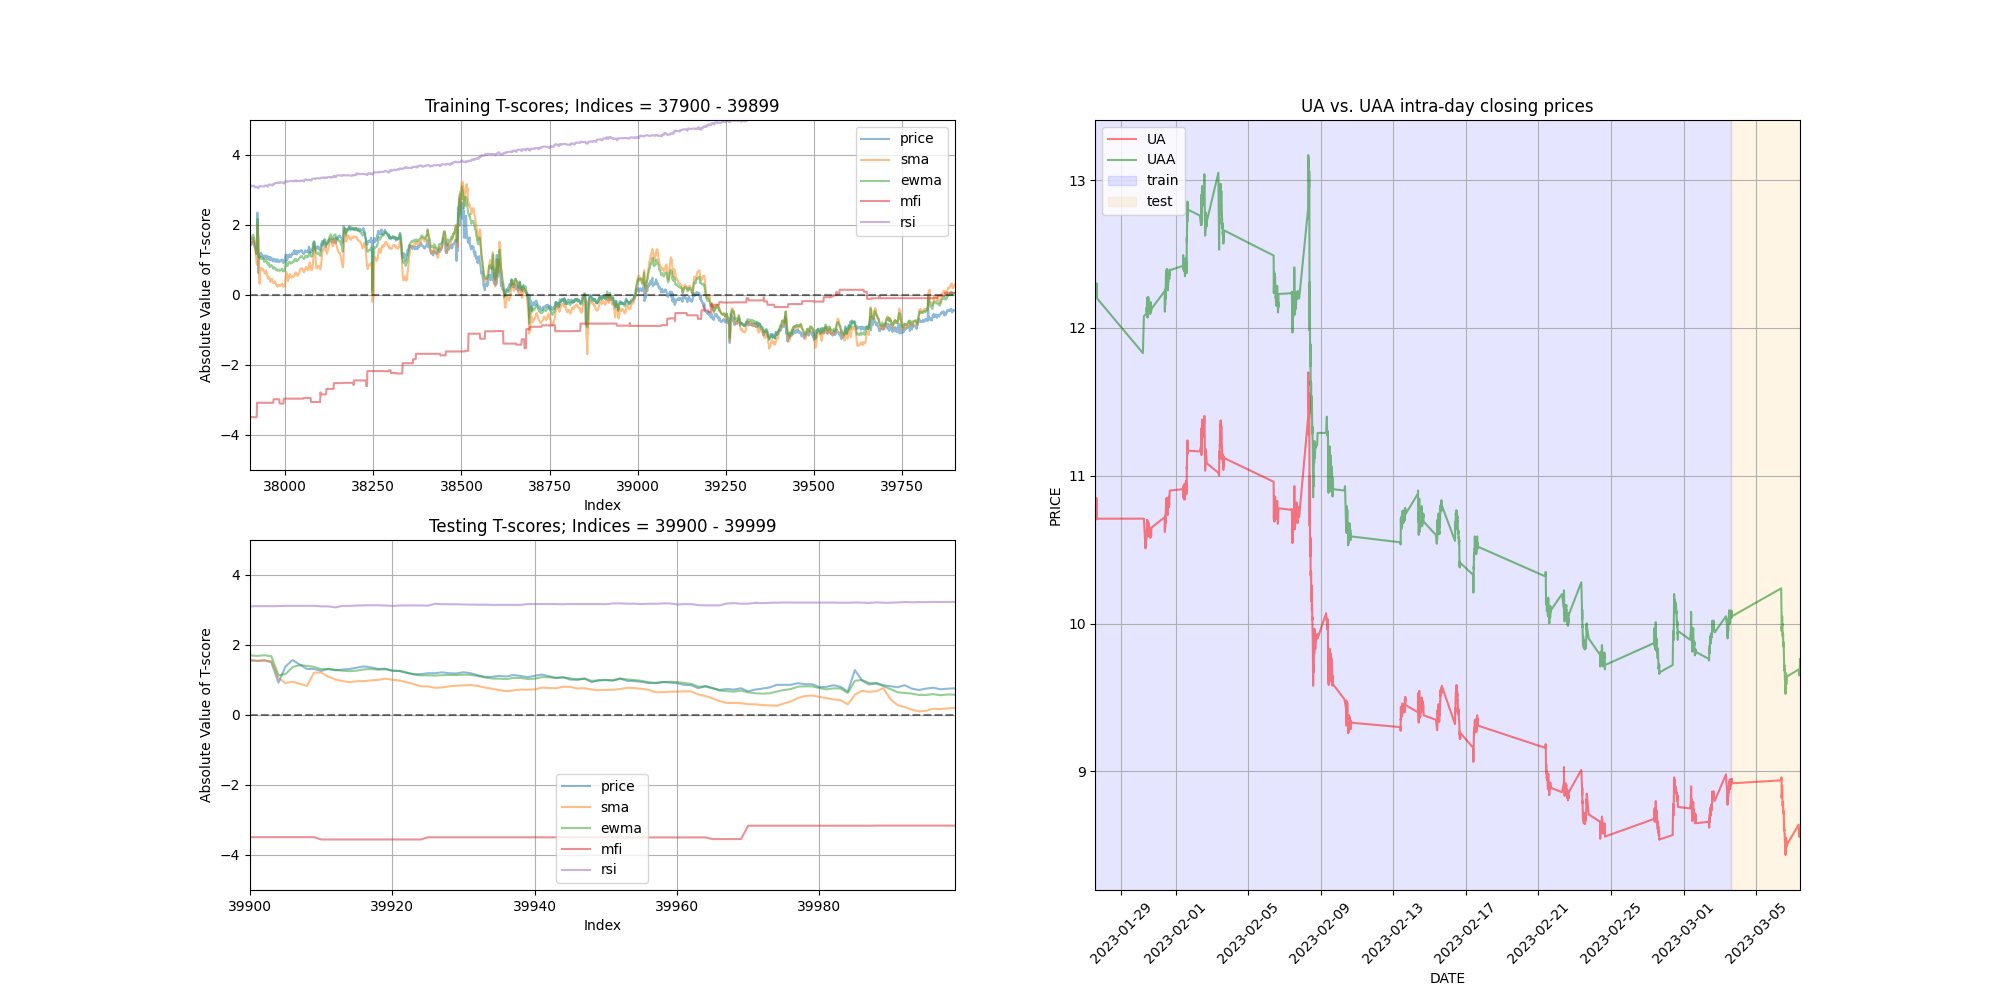 Training T-scores; Indices = 37900 - 39899
Absolute Value of T-score
4
2
0
−2
−4
price
sma
ewma
mfi
rsi
38000 38250 38500 38750 39000 39250 39500 39750
Index
Testing T-scores; Indices = 39900 - 39999
Absolute Value of T-score
4
2
0
−2
−4
price
sma
ewma
mfi
rsi
39900 39920 39940 39960 39980
Index
UA vs. UAA intra-day closing prices
PRICE
13
12
11
10
9
UA
UAA
train
test
2023-01-29 2023-02-01 2023-02-05 2023-02-09 2023-02-13 2023-02-17 2023-02-21 2023-02-25 2023-03-01 2023-03-05
DATE